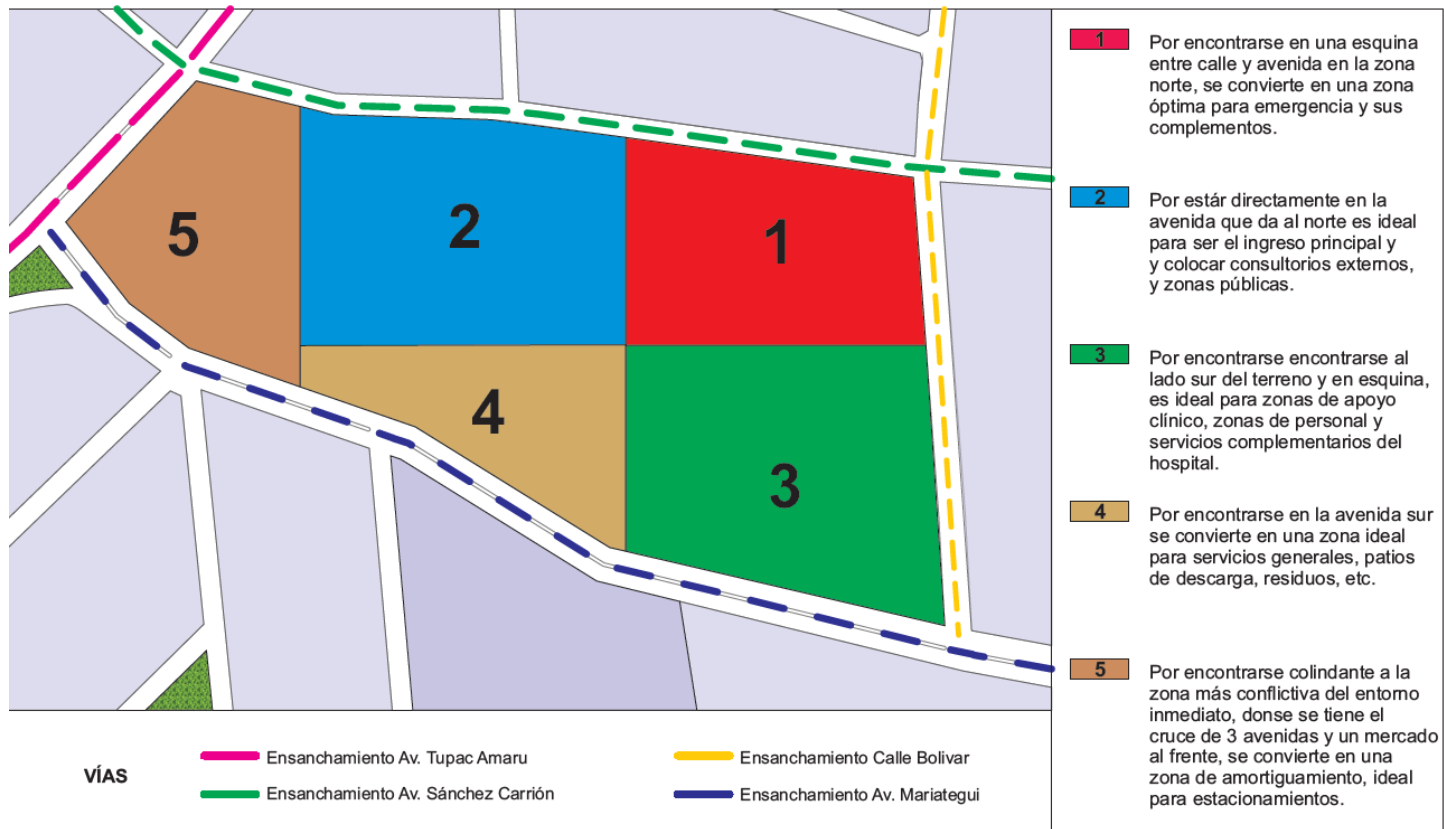 5
2
1
4
3
1
Por encontrarse en una esquina
entre calle y avenida en la zona
norte, se convierte en una zona
óptima para emergencia y sus
complementos.
2
Por estár directamente en la
avenida que da al norte es ideal
para ser el ingreso principal y
y colocar consultorios externos,
y zonas públicas.
3
Por encontrarse encontrarse al
lado sur del terreno y en esquina,
es ideal para zonas de apoyo
clínico, zonas de personal y
servicios complementarios del
hospital.
4
Por encontrarse en la avenida sur
se convierte en una zona ideal
para servicios generales, patios
de descarga, residuos, etc.
5
Por encontrarse colindante a la
zona más conflictiva del entorno
inmediato, donse se tiene el
cruce de 3 avenidas y un mercado
al frente, se convierte en una
zona de amortiguamiento, ideal
para estacionamientos.
VÍAS
Ensanchamiento Av. Tupac Amaru
Ensanchamiento Av. Sánchez Carrión
Ensanchamiento Calle Bolivar
Ensanchamiento Av. Mariategui